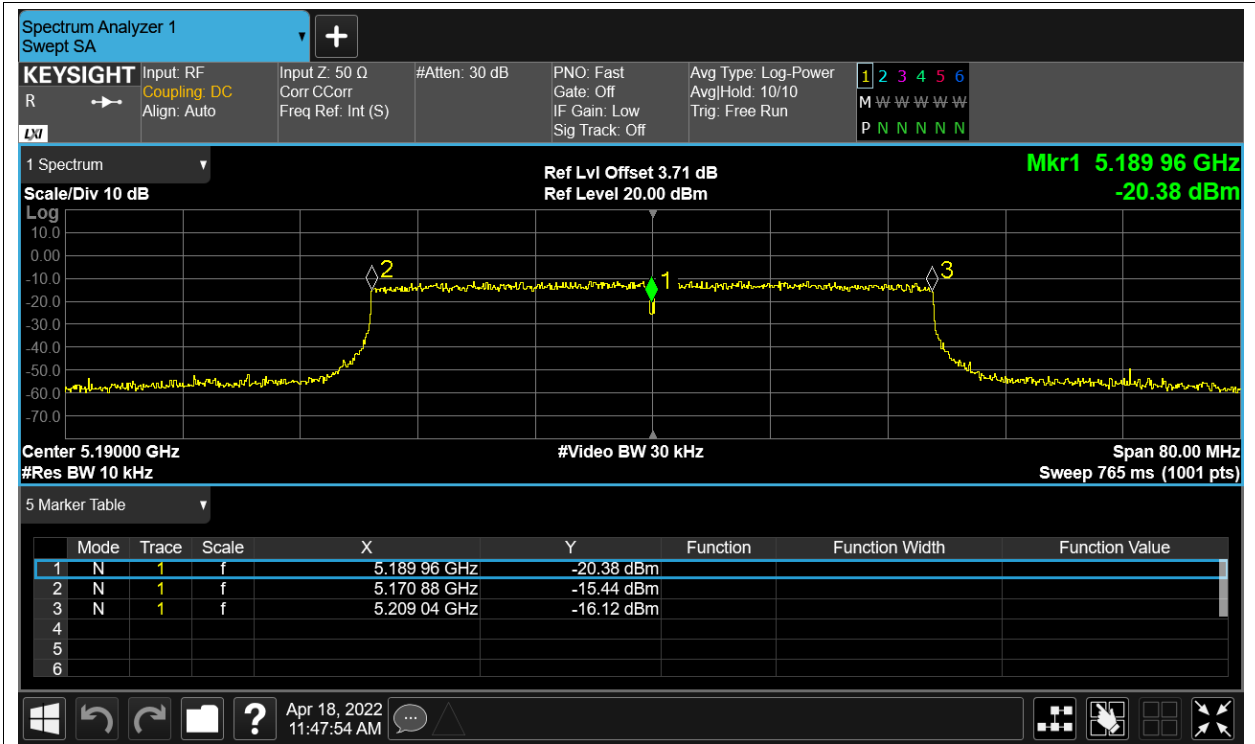 Spectrum Analyzer 1
Swept SA
KEYSIGHT Input: RF Input Z: 50 Ω #Atten: 30 dB PNO: Fast Avg Type: Log-Power 1 2 3 4 5 6
R Coupling: DC Corr CCorr Gate: Off Avg|Hold: 10/10 M W W W W W W
Align: Auto Freq Ref: Int (S) IF Gain: Low Trig: Free Run
LXI Sig Track: Off P N N N N N N
1 Spectrum Ref Lvl Offset 3.71 dB Mkr1 5.189 96 GHz
Scale/Div 10 dB Ref Level 20.00 dBm -20.38 dBm
Log
10.0
0.00
-10.0 2 1 3
-20.0
-30.0
-40.0
-50.0
-60.0
-70.0
Center 5.19000 GHz #Video BW 30 kHz Span 80.00 MHz
#Res BW 10 kHz Sweep 765 ms (1001 pts)
5 Marker Table
Mode Trace Scale X Y Function Function Width Function Value
1 N 1 f 5.189 96 GHz -20.38 dBm
2 N 1 f 5.170 88 GHz -15.44 dBm
3 N 1 f 5.209 04 GHz -16.12 dBm
4
5
6
? Apr 18, 2022
11:47:54 AM